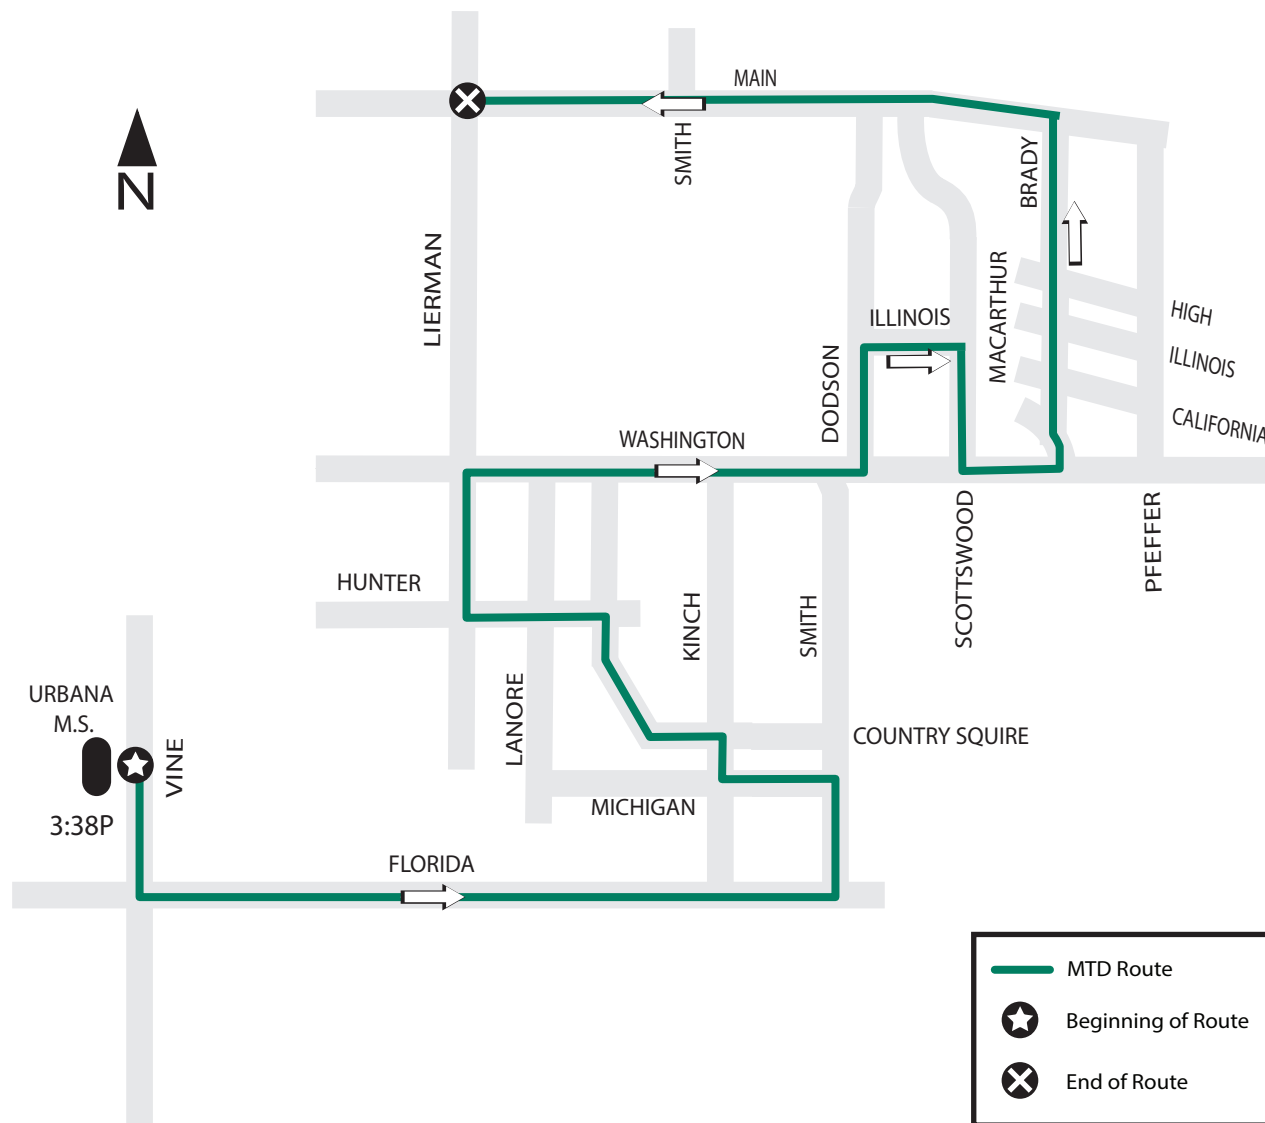 MAIN
N
SMITH
BRADY
LIERMAN
MACARTHUR
HIGH
ILLINOIS
ILLINOIS
DODSON
CALIFORNIA
WASHINGTON
SCOTTSWOOD
PFEFFER
HUNTER
KINCH
SMITH
LANORE
URBANA
M.S.
VINE
COUNTRY SQUIRE
MICHIGAN
3:38P
FLORIDA
MTD Route
Beginning of Route
End of Route